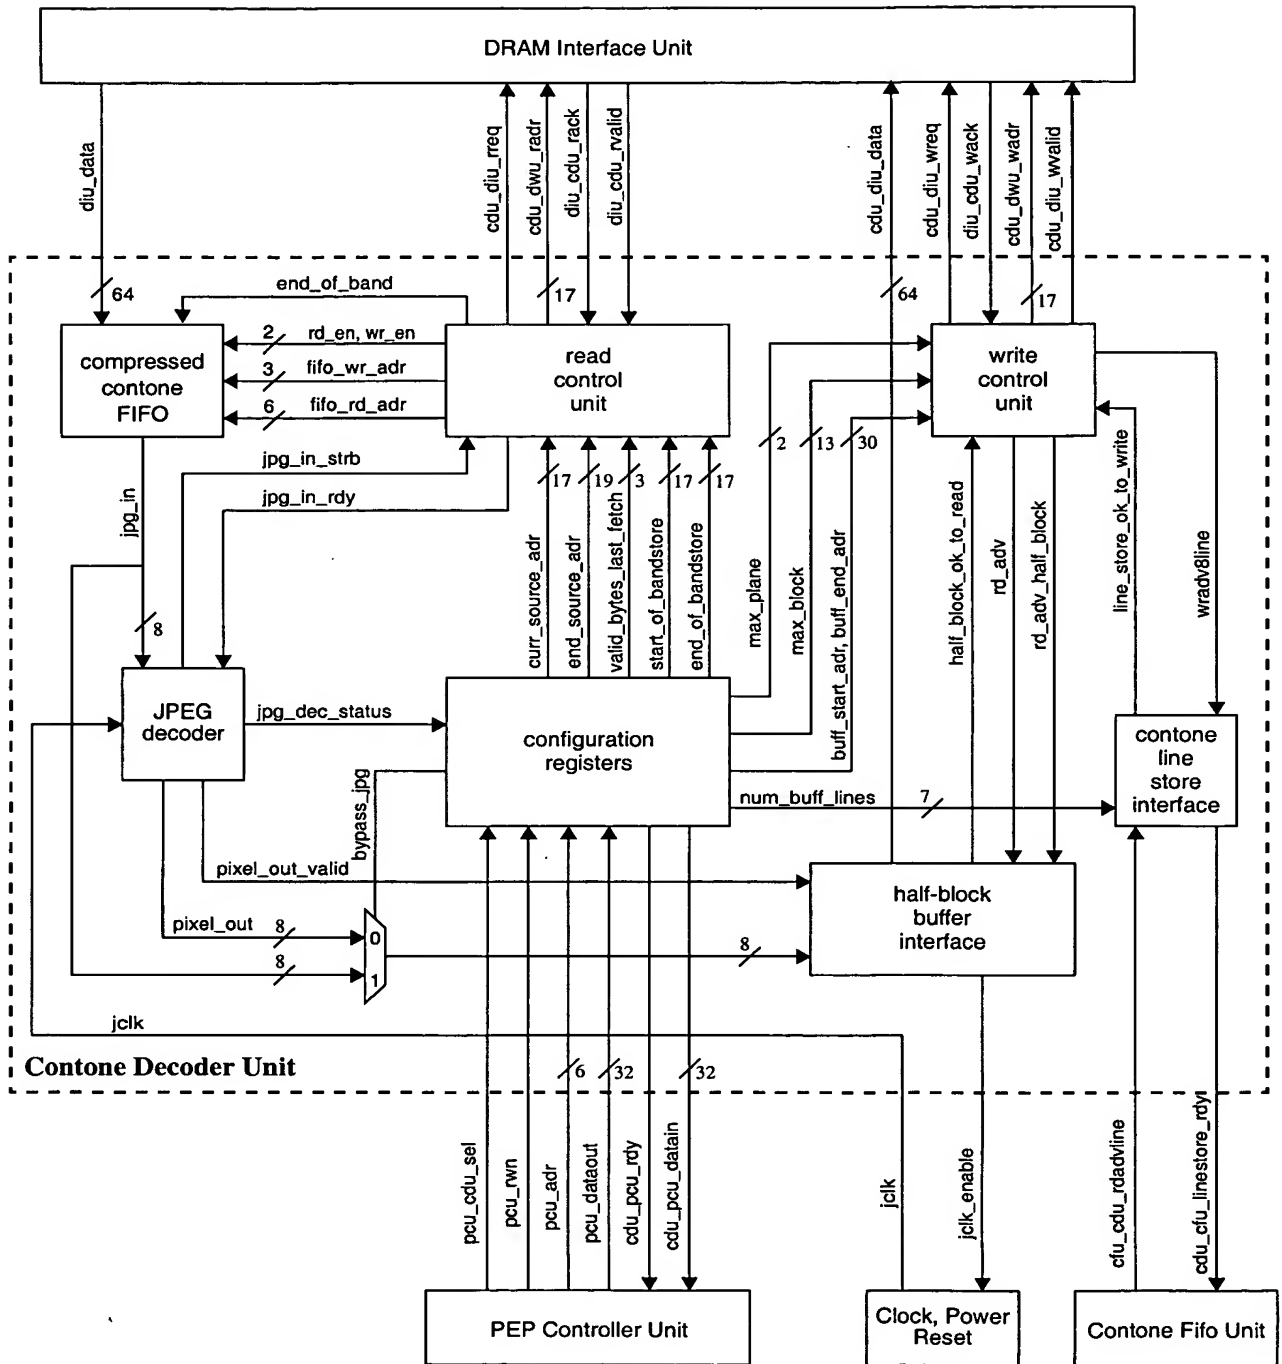 DRAM Interface Unit
diu_data
cdu_diu_rreq
cdu_dwu_radr
diu_cdu_rack
diu_cdu_rvalid
cdu_diu_data
cdu_diu_wreq
diu_cdu_wack
cdu_dwu_wadr
cdu_diu_wvalid
64
end_of_band
17
64
17
compressed
contone
FIFO
2
rd_en, wr_en
3
fifo_wr_adr
6
fifo_rd_adr
read
control
unit
write
control
unit
2
13
30
jpg_in
jpg_in_strb
jpg_in_rdy
17
19
3
17
17
curr_source_adr
end_source_adr
valid_bytes_last_fetch
start_of_bandstore
end_of_bandstore
max_plane
max_block
buff_start_adr, buff_end_adr
half_block_ok_to_read
rd_adv
rd_adv_half_block
line_store_ok_to_write
wradv8line
8
JPEG
decoder
jpg_dec_status
configuration
registers
contone
line
store
interface
bypass_jpg
num_buff_lines
7
pixel_out_valid
half-block
buffer
interface
pixel_out
8
0
8
1
8
jclk
Contone Decoder Unit
6
32
32
pcu_cdu_sel
pcu_rwn
pcu_adr
pcu_dataout
cdu_pcu_rdy
cdu_pcu_datain
jclk
jclk_enable
cfu_cdu_rdadvline
cdu_cfu_linestore_rdy
PEP Controller Unit
Clock, Power
Reset
Contone Fifo Unit